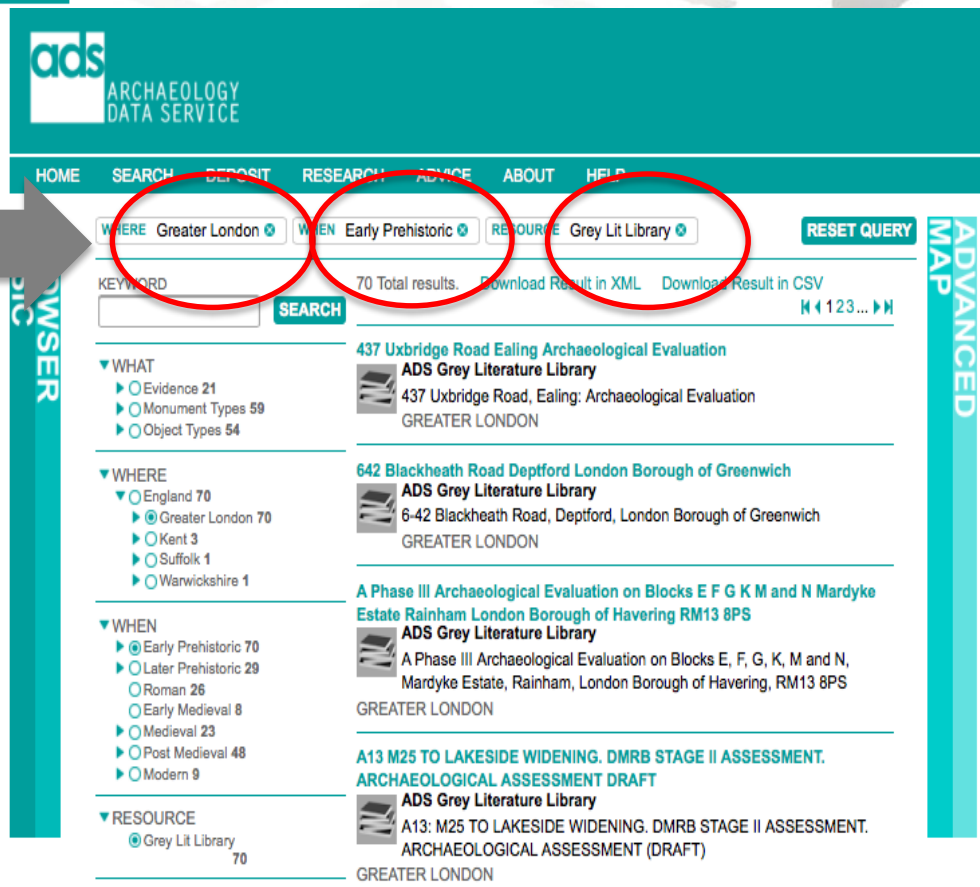 ads
ARCHAEOLOGY
DATA SERVICE
HOME SEARCH DEPOSIT RESEARCH ADVICE ABOUT HELP
WHERE Greater London WHEN Early Prehistoric RESOURCE Grey Lit Library RESET QUERY
KEYWORD
SEARCH
70 Total results. Download Result in XML Download Result in CSV
1 2 3 ...
WHAT
Evidence 21
Monument Types 59
Object Types 54
WHERE
England 70
Greater London 70
Kent 3
Suffolk 1
Warwickshire 1
WHEN
Early Prehistoric 70
Later Prehistoric 29
Roman 26
Early Medieval 8
Medieval 23
Post Medieval 48
Modern 9
RESOURCE
Grey Lit Library
70
437 Uxbridge Road Ealing Archaeological Evaluation
ADS Grey Literature Library
437 Uxbridge Road, Ealing: Archaeological Evaluation
GREATER LONDON
642 Blackheath Road Deptford London Borough of Greenwich
ADS Grey Literature Library
6-42 Blackheath Road, Deptford, London Borough of Greenwich
GREATER LONDON
A Phase III Archaeological Evaluation on Blocks E F G K M and N Mardyke
Estate Rainham London Borough of Havering RM13 8PS
ADS Grey Literature Library
A Phase III Archaeological Evaluation on Blocks E, F, G, K, M and N,
Mardyke Estate, Rainham, London Borough of Havering, RM13 8PS
GREATER LONDON
A13 M25 TO LAKESIDE WIDENING. DMRB STAGE II ASSESSMENT.
ARCHAEOLOGICAL ASSESSMENT DRAFT
ADS Grey Literature Library
A13: M25 TO LAKESIDE WIDENING. DMRB STAGE II ASSESSMENT.
ARCHAEOLOGICAL ASSESSMENT (DRAFT)
GREATER LONDON
ADVANCED
MAP